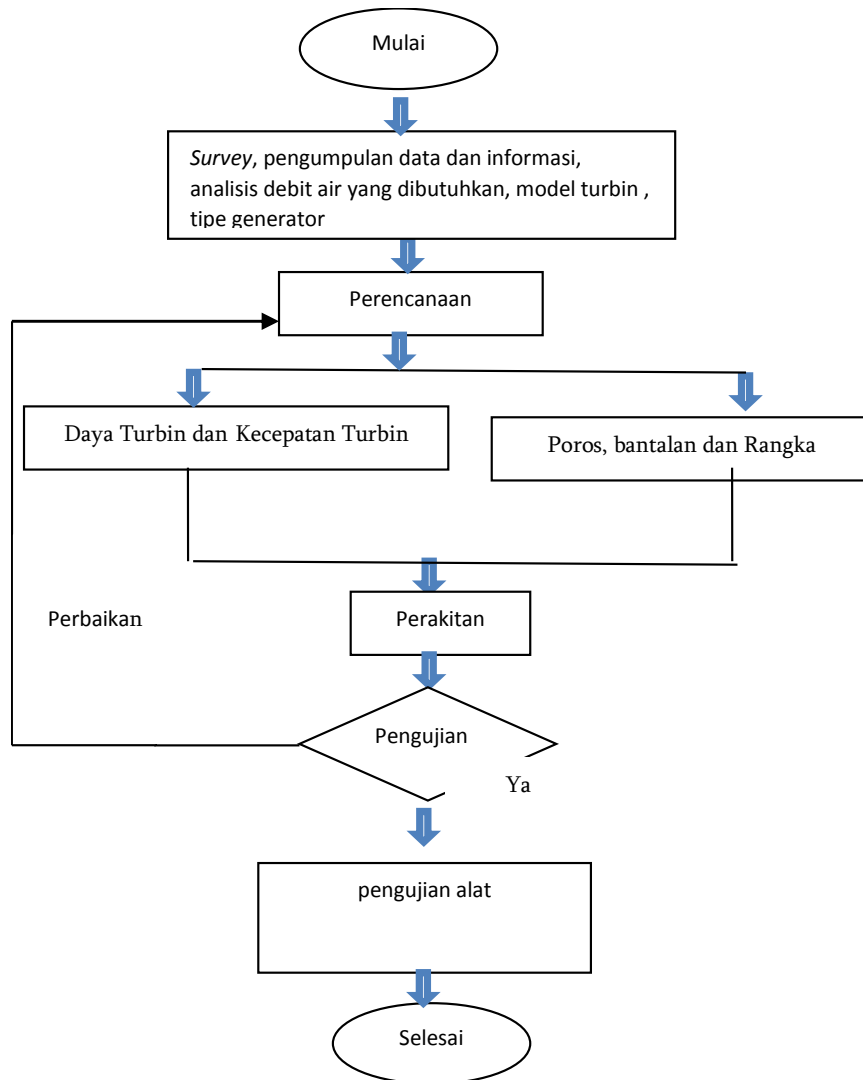 Mulai
Survey, pengumpulan data dan informasi,
analisis debit air yang dibutuhkan, model turbin ,
tipe generator
Perencanaan
Daya Turbin dan Kecepatan Turbin
Poros, bantalan dan Rangka
Perbaikan
Perakitan
Pengujian
Ya
pengujian alat
Selesai